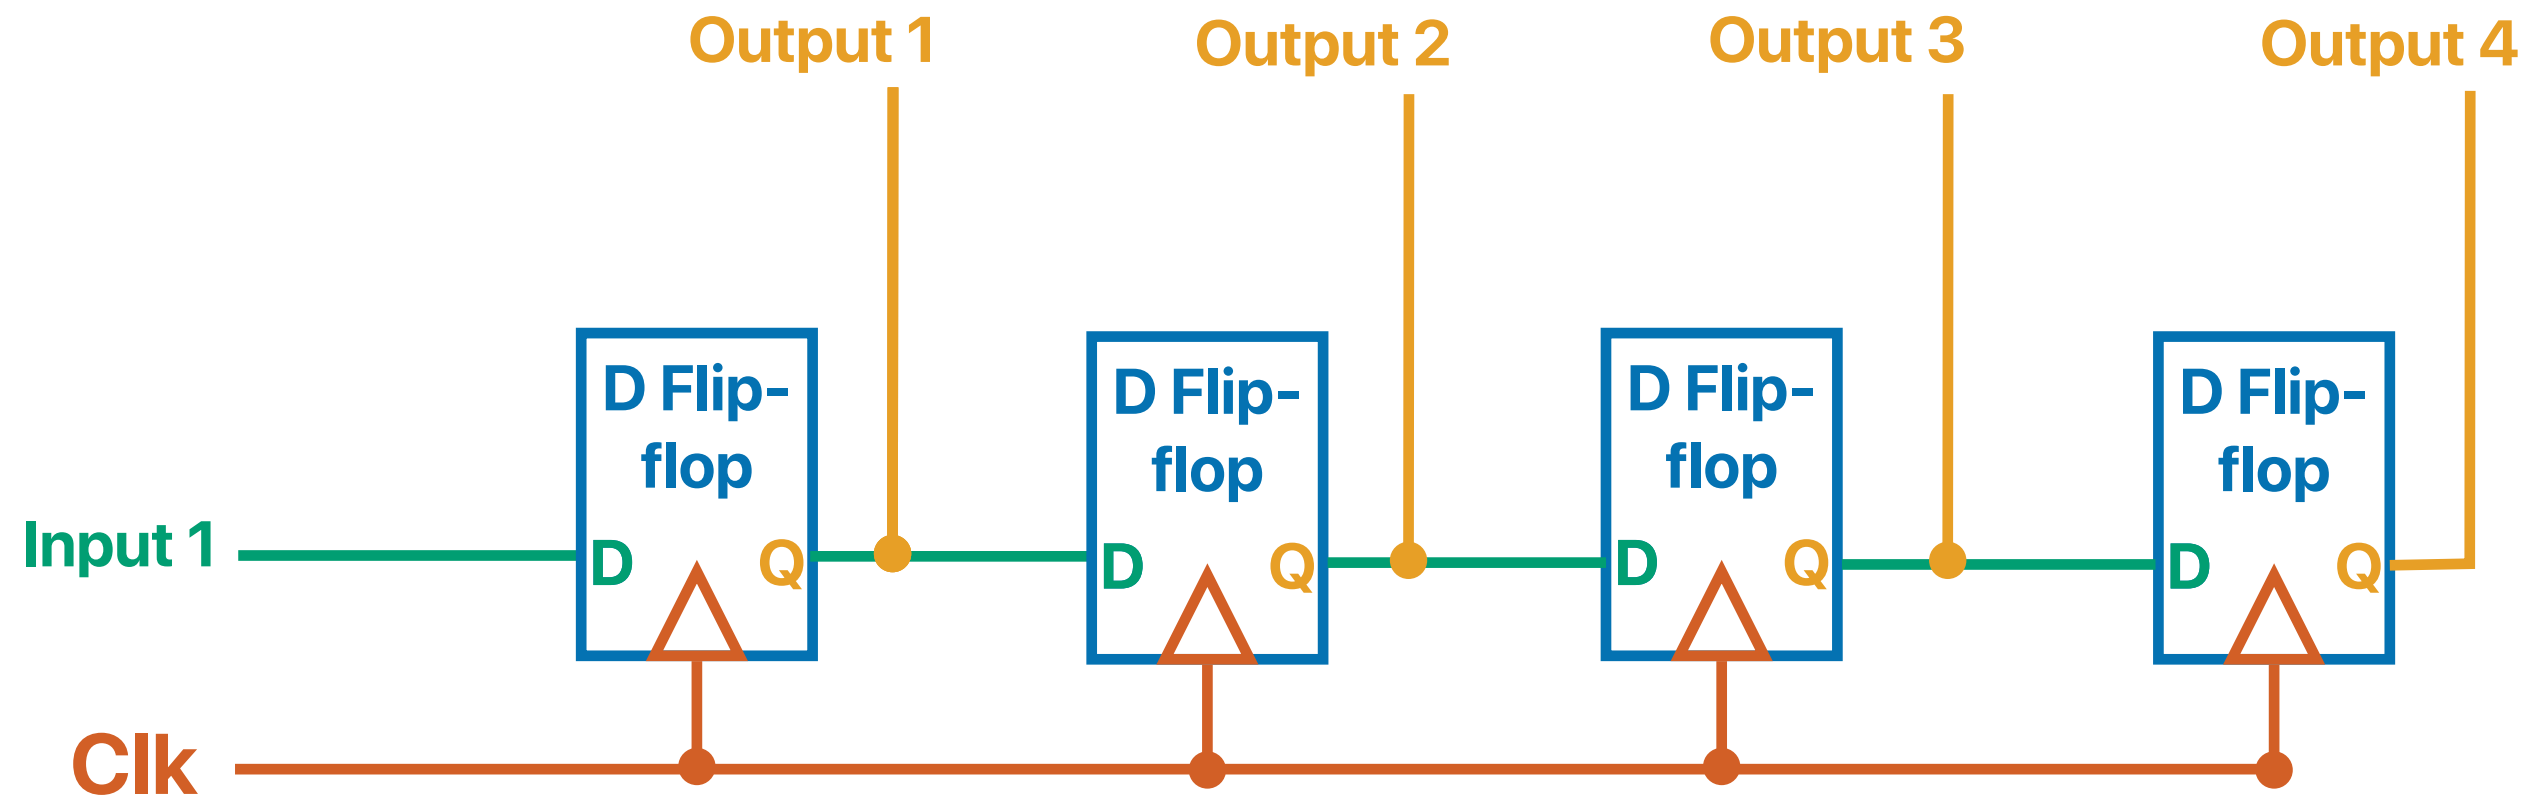 Output 1
Output 2
Output 3
Output 4
D Flip-
flop
D Flip-
flop
D Flip-
flop
D Flip-
flop
Input 1
D
Q
D
Q
D
Q
D
Q
Clk